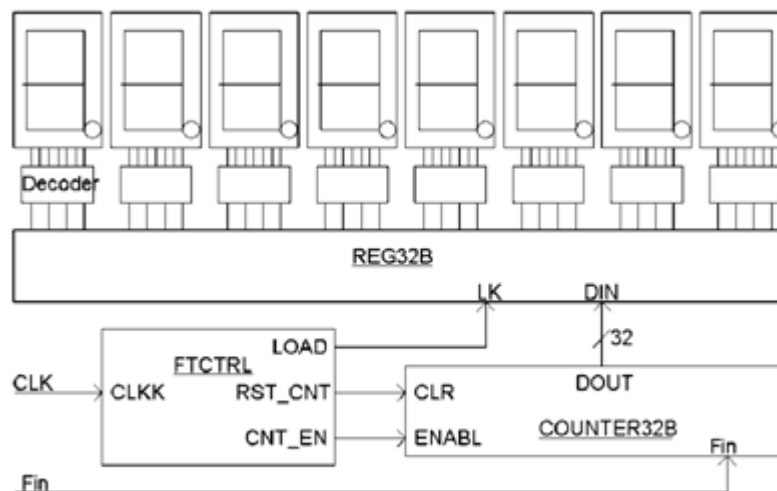 Decoder
REG32B
LK
DIN
LOAD
32
FTCTRL
DOUT
CLK
CLKK
RST_CNT
CLR
CNT_EN
ENABL
COUNTER32B
Fin
Fin